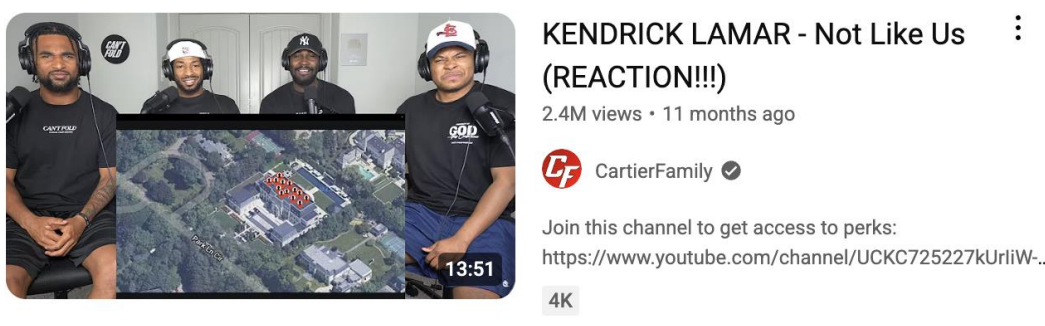 CAN'T
FOLD
CAN'T FOLD
NY
GOD
Park Ln Cir
13:51
KENDRICK LAMAR - Not Like Us
(REACTION!!!)
2.4M views • 11 months ago
CF
CartierFamily
Join this channel to get access to perks:
https://www.youtube.com/channel/UCKC725227kUrIiW-...
4K